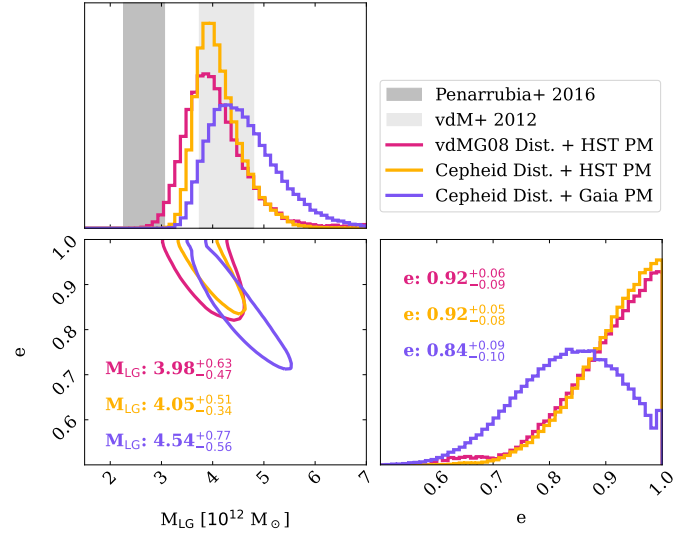 Penarrubia+ 2016
vdM+ 2012
vdMG08 Dist. + HST PM
Cepheid Dist. + HST PM
Cepheid Dist. + Gaia PM
1.0
0.9
0.8
0.7
0.6
e
M_LG: 3.98 +0.63 −0.47
M_LG: 4.05 +0.51 −0.34
M_LG: 4.54 +0.77 −0.56
2 3 4 5 6 7
M_LG [10^12 M_⊙]
e: 0.92 +0.06 −0.09
e: 0.92 +0.05 −0.08
e: 0.84 +0.09 −0.10
0.6 0.7 0.8 0.9 1.0
e